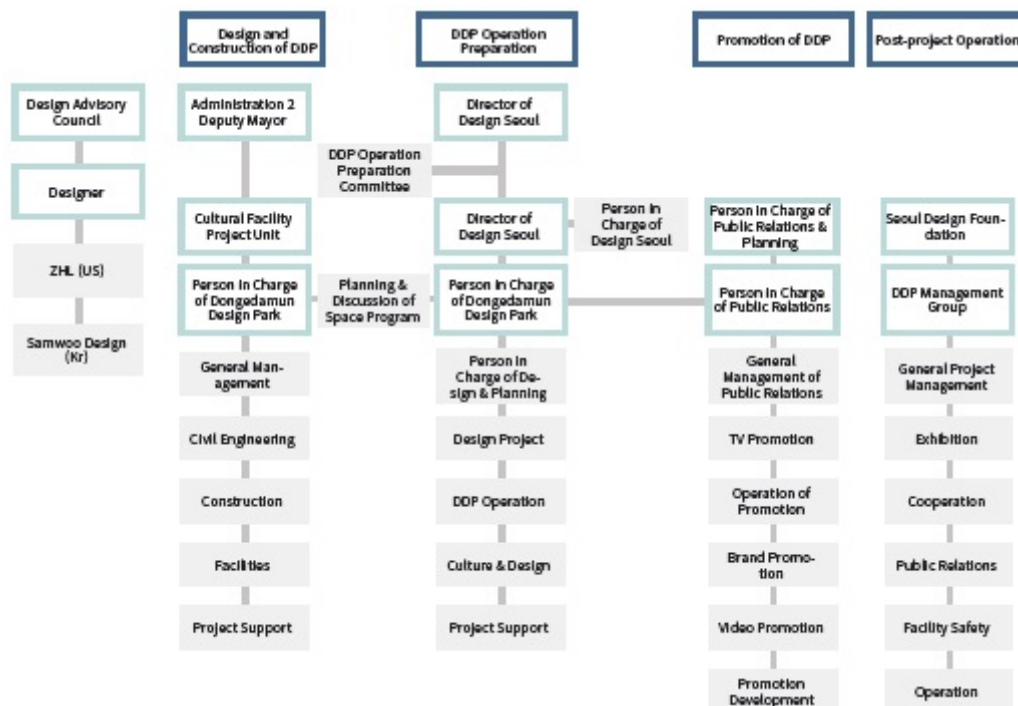 Design and
Construction of DDP
DDP Operation
Preparation
Promotion of DDP
Post-project Operation
Design Advisory
Council
Designer
ZHL (US)
Samwoo Design
(Kr)
Administration 2
Deputy Mayor
Cultural Facility
Project Unit
Person In Charge
of Dongedamun
Design Park
General Man-
agement
Civil Engineering
Construction
Facilities
Project Support
DDP Operation
Preparation
Committee
Planning &
Discussion of
Space Program
Director of
Design Seoul
Director of
Design Seoul
Person In Charge
of Dongedamun
Design Park
Person In
Charge of De-
sign & Planning
Design Project
DDP Operation
Culture & Design
Project Support
Person In
Charge of
Design Seoul
Person In Charge of
Public Relations &
Planning
Person In Charge
of Public Relations
General
Management of
Public Relations
TV Promotion
Operation of
Promotion
Brand Promo-
tion
Video Promotion
Promotion
Development
Seoul Design Foun-
dation
DDP Management
Group
General Project
Management
Exhibition
Cooperation
Public Relations
Facility Safety
Operation